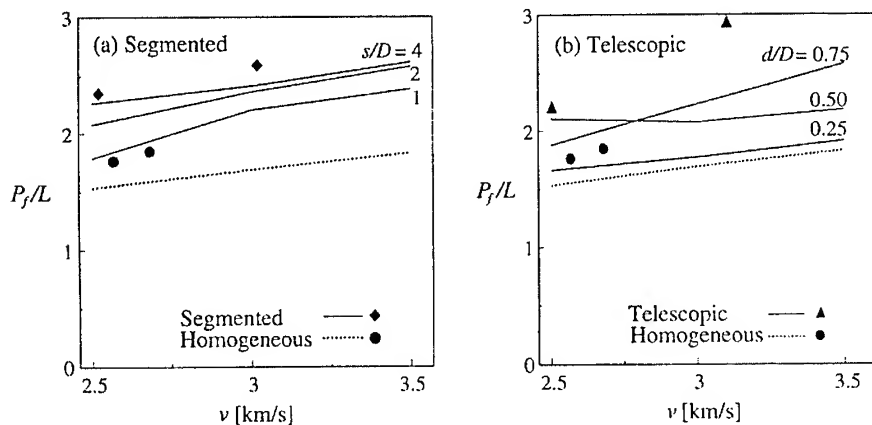 3
(a) Segmented
s/D = 4
2
1
2
P_f/L
1
Segmented
Homogeneous
0
2.5
3
3.5
v [km/s]
3
(b) Telescopic
d/D = 0.75
0.50
0.25
2
P_f/L
1
Telescopic
Homogeneous
0
2.5
3
3.5
v [km/s]